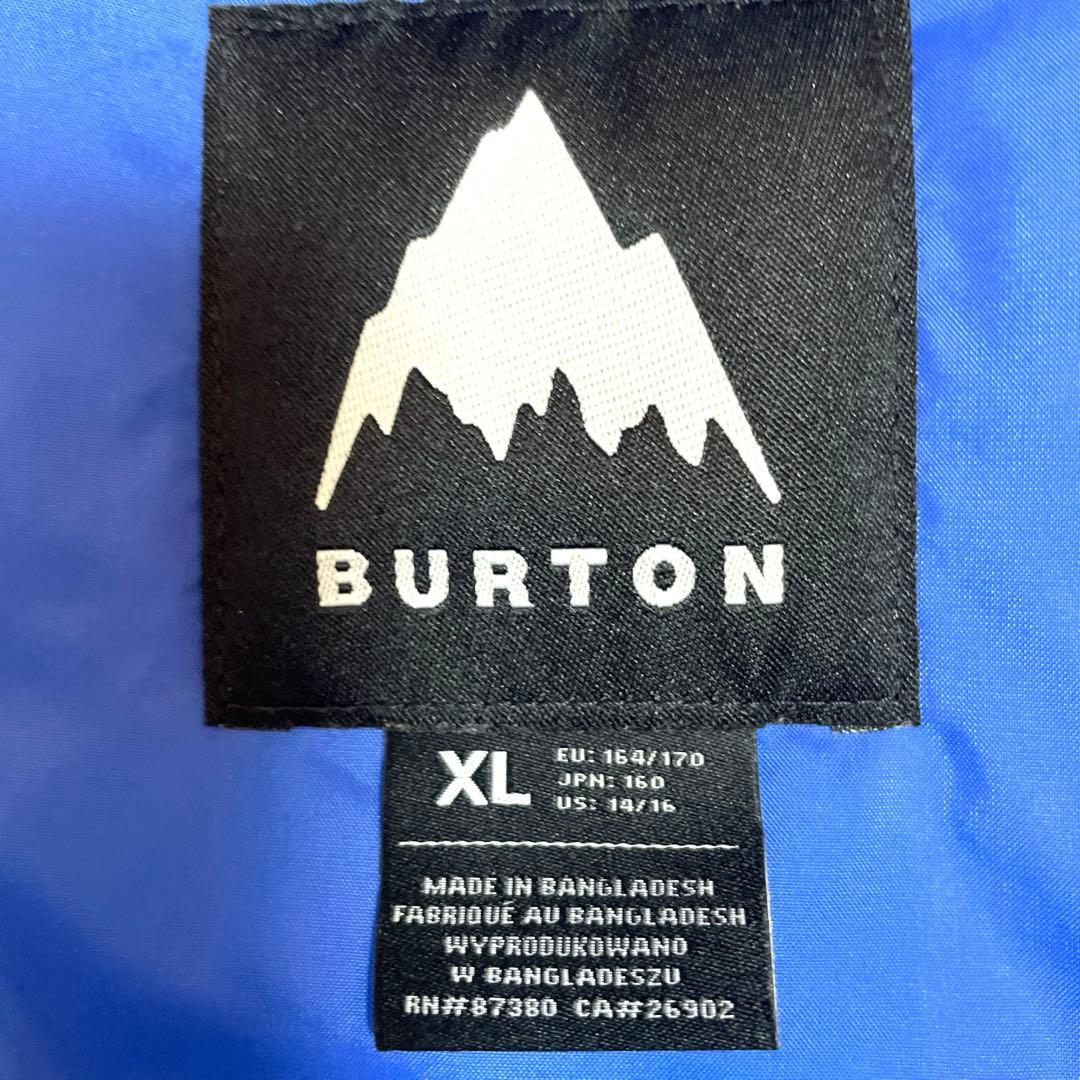 BURTON
XL
EU: 164/170
JPN: 160
US: 14/16
MADE IN BANGLADESH
FABRIQUÉ AU BANGLADESH
WYPRODUKOWANO
W BANGLADESZU
RN#87380 CA#26902